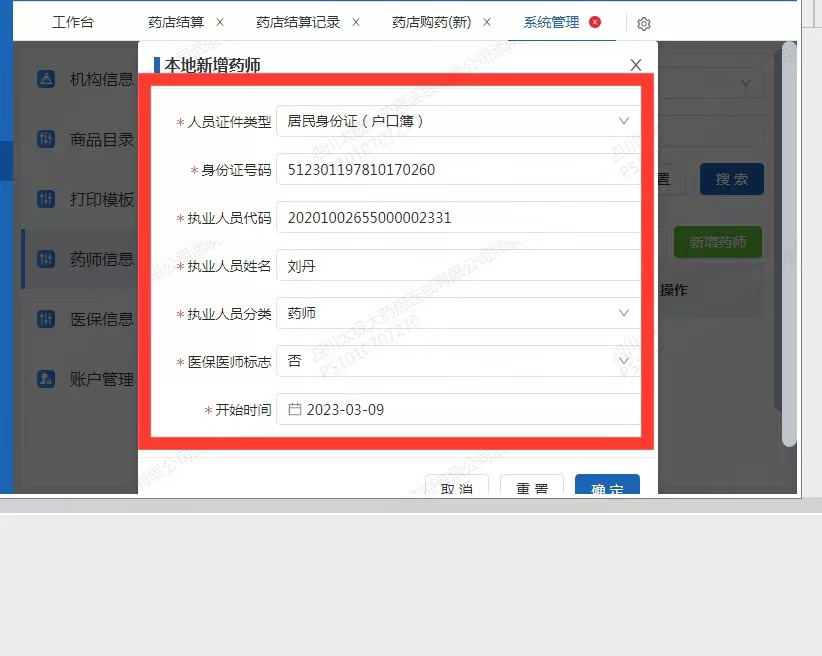 工作台 药店结算 × 药店结算记录 × 药店购药(新) × 系统管理
本地新增药师
机构信息
*人员证件类型 居民身份证（户口簿）
商品目录
*身份证号码 512301197810170260
置 搜索
打印模板
*执业人员代码 20201002655000002331
新增药师
药师信息
*执业人员姓名 刘丹
操作
医保信息
*执业人员分类 药师
*医保医师标志 否
账户管理
*开始时间 2023-03-09
取消 重置 确定